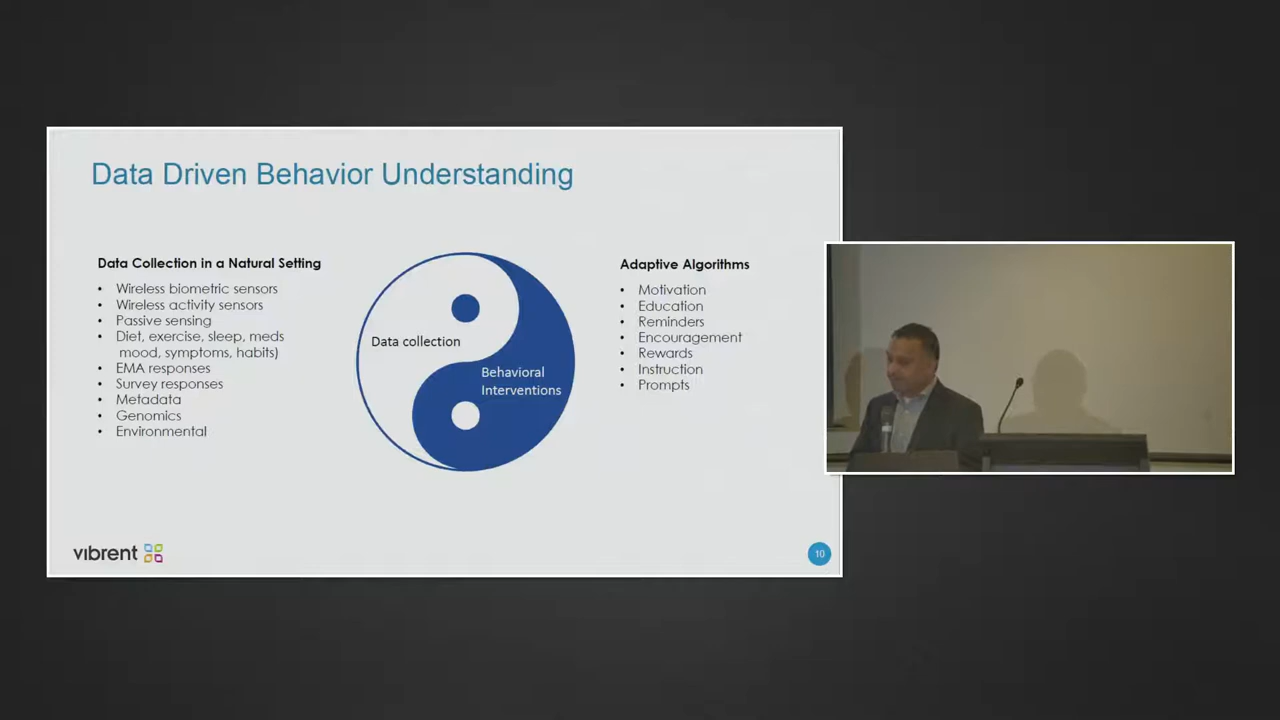 Data Driven Behavior Understanding
Data Collection in a Natural Setting
• Wireless biometric sensors
• Wireless activity sensors
• Passive sensing
• Diet, exercise, sleep, meds
mood, symptoms, habits)
• EMA responses
• Survey responses
• Metadata
• Genomics
• Environmental
Data collection
Behavioral
Interventions
Adaptive Algorithms
• Motivation
• Education
• Reminders
• Encouragement
• Rewards
• Instruction
• Prompts
vibrent
10